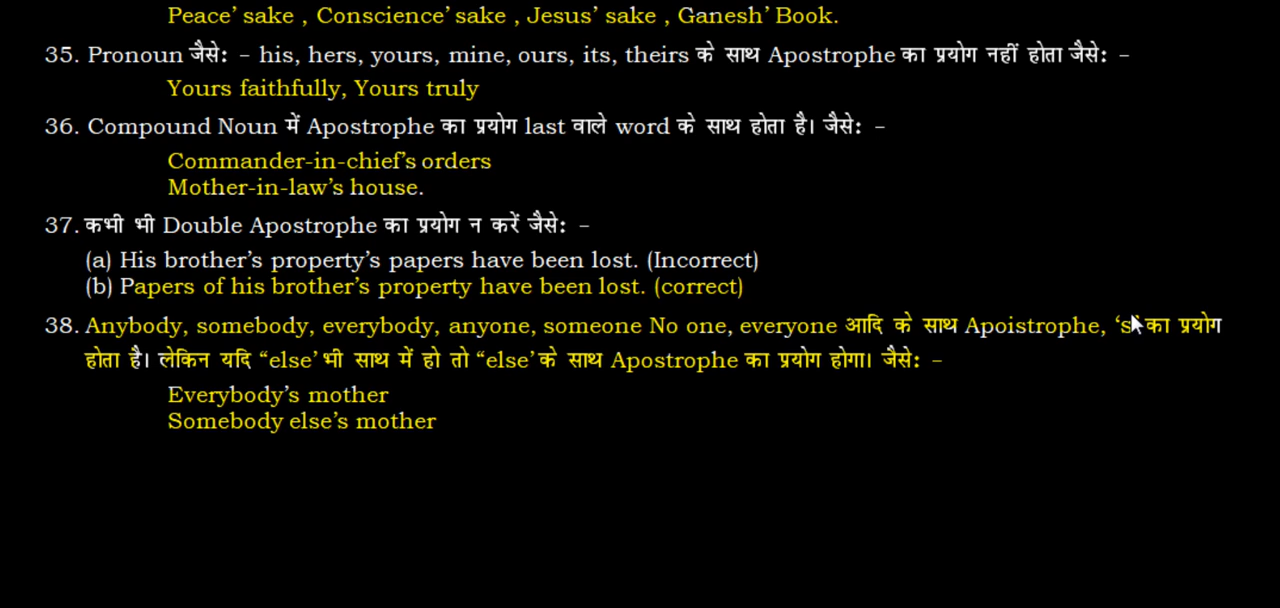 Peace’ sake , Conscience’ sake , Jesus’ sake , Ganesh’ Book.
35. Pronoun जैसे: – his, hers, yours, mine, ours, its, theirs के साथ Apostrophe का प्रयोग नहीं होता जैसे: –
Yours faithfully, Yours truly
36. Compound Noun में Apostrophe का प्रयोग last वाले word के साथ होता है। जैसे: –
Commander-in-chief’s orders
Mother-in-law’s house.
37. कभी भी Double Apostrophe का प्रयोग न करें जैसे: –
(a) His brother’s property’s papers have been lost. (Incorrect)
(b) Papers of his brother’s property have been lost. (correct)
38. Anybody, somebody, everybody, anyone, someone No one, everyone आदि के साथ Apoistrophe, ‘s’ का प्रयोग
होता है। लेकिन यदि “else’ भी साथ में हो तो “else’ के साथ Apostrophe का प्रयोग होगा। जैसे: –
Everybody’s mother
Somebody else’s mother